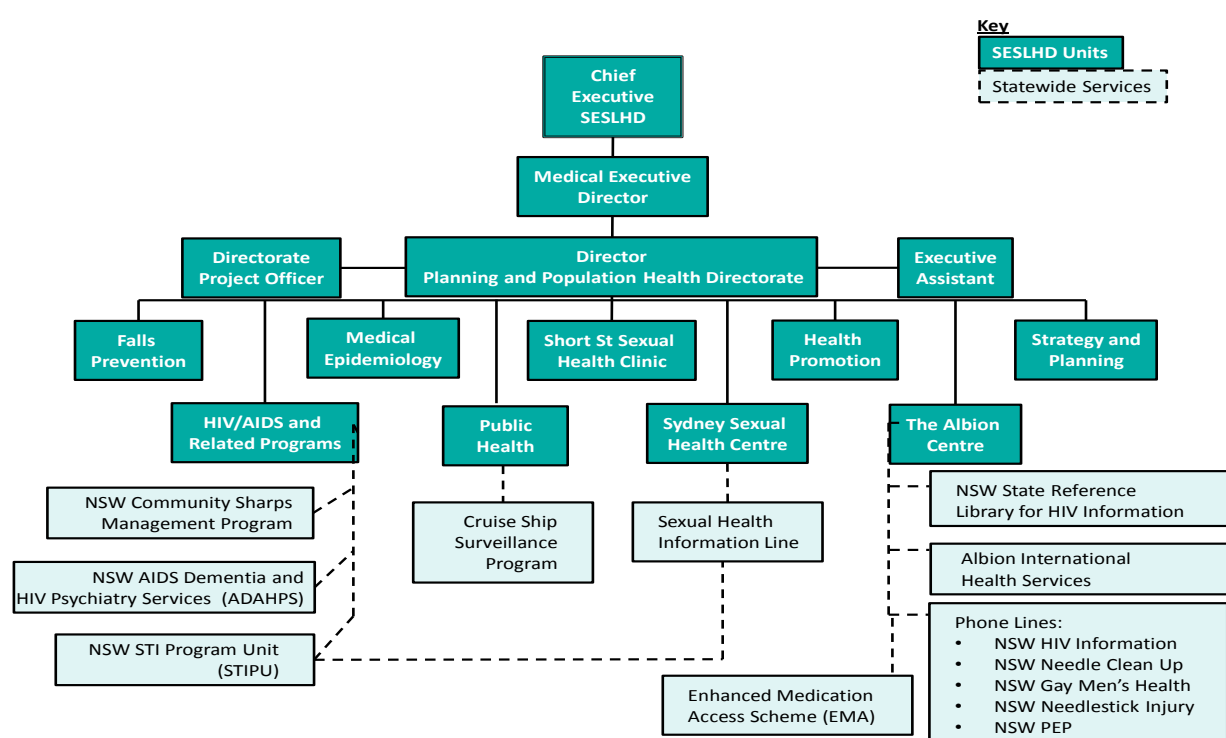 Key
SESLHD Units
Statewide Services
Chief
Executive
SESLHD
Medical Executive
Director
Directorate
Project Officer
Director
Planning and Population Health Directorate
Executive
Assistant
Falls
Prevention
Medical
Epidemiology
Short St Sexual
Health Clinic
Health
Promotion
Strategy and
Planning
HIV/AIDS and
Related Programs
Public
Health
Sydney Sexual
Health Centre
The Albion
Centre
NSW Community Sharps
Management Program
Cruise Ship
Surveillance
Program
Sexual Health
Information Line
NSW State Reference
Library for HIV Information
NSW AIDS Dementia and
HIV Psychiatry Services (ADAHPS)
Albion International
Health Services
NSW STI Program Unit
(STIPU)
Enhanced Medication
Access Scheme (EMA)
Phone Lines:
• NSW HIV Information
• NSW Needle Clean Up
• NSW Gay Men’s Health
• NSW Needlestick Injury
• NSW PEP